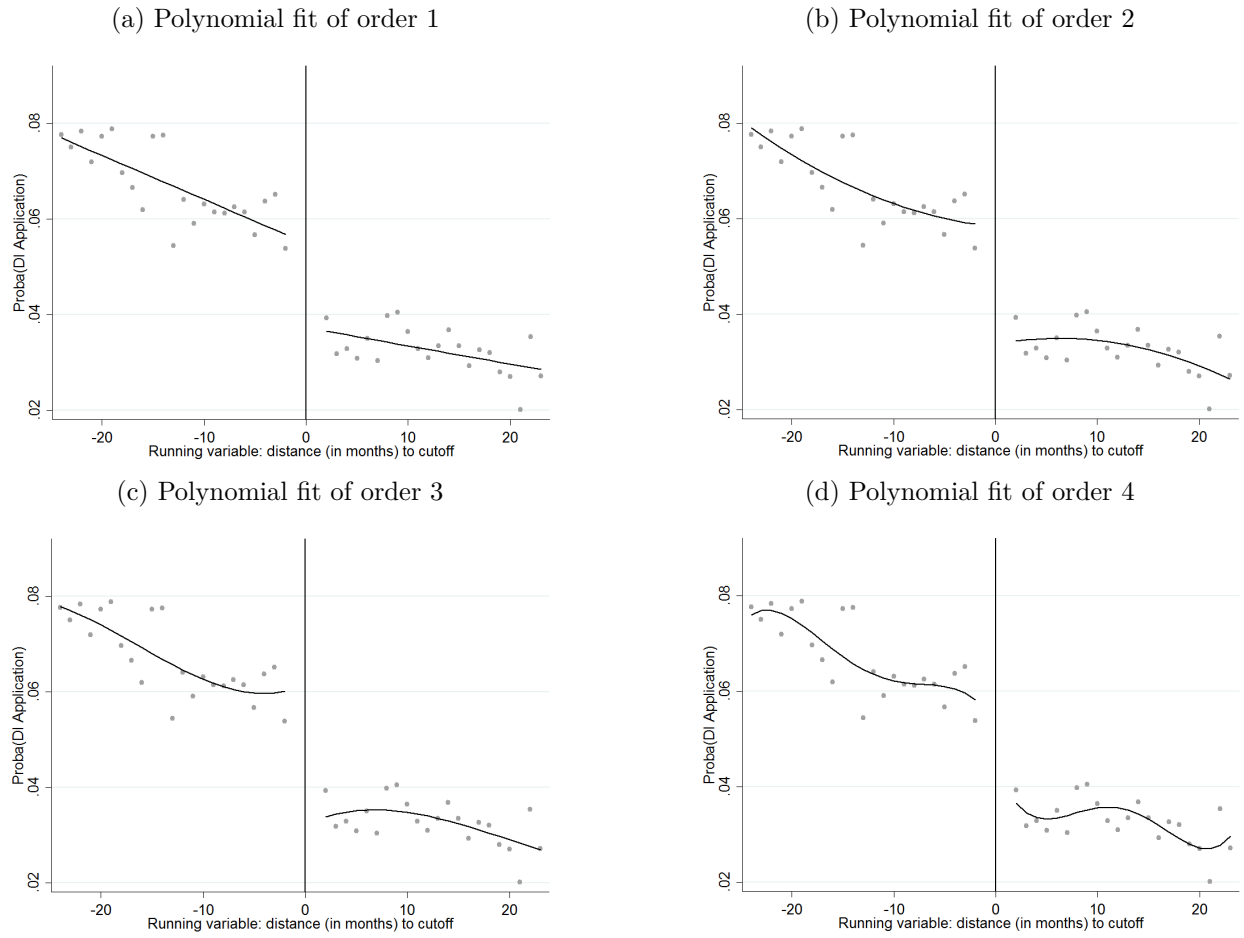 (a) Polynomial fit of order 1
Proba(DI Application)
.08
.06
.04
.02
-20 -10 0 10 20
Running variable: distance (in months) to cutoff
(b) Polynomial fit of order 2
Proba(DI Application)
.08
.06
.04
.02
-20 -10 0 10 20
Running variable: distance (in months) to cutoff
(c) Polynomial fit of order 3
Proba(DI Application)
.08
.06
.04
.02
-20 -10 0 10 20
Running variable: distance (in months) to cutoff
(d) Polynomial fit of order 4
Proba(DI Application)
.08
.06
.04
.02
-20 -10 0 10 20
Running variable: distance (in months) to cutoff